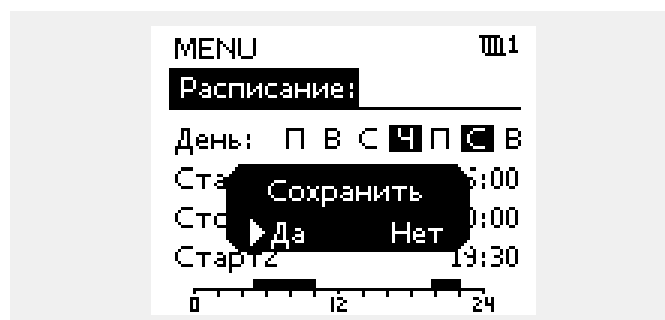 MENU 1
Расписание:
День: П В С Ч П С В
Сохранить
Да Нет
Старт2 19:30
0 12 24